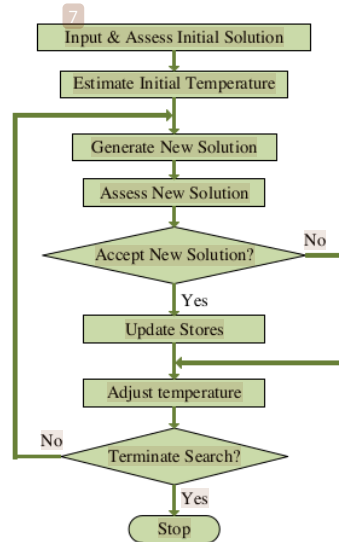 7
Input & Assess Initial Solution
Estimate Initial Temperature
Generate New Solution
Assess New Solution
Accept New Solution?
No
Yes
Update Stores
Adjust temperature
No
Terminate Search?
Yes
Stop